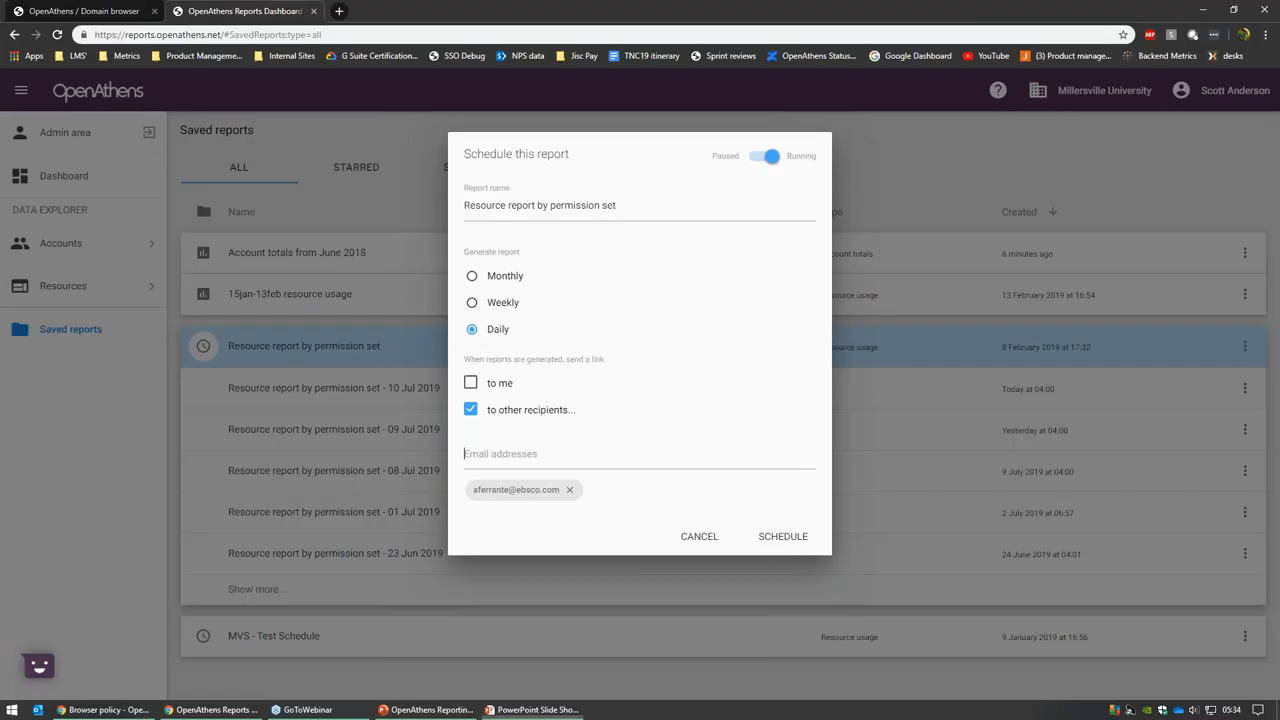 OpenAthens / Domain browser
OpenAthens Reports / Dashboard
https://reports.openathens.net/#SavedReports:type=all
Apps LMS' Metrics Product Manageme... Internal Systems G Suite Certification... SSO Debug NPS data Jisc Pay TNC19 itinerary Sprint reviews OpenAthens Status... Google Dashboard YouTube (3) Product manage... Backend Metrics desks
OpenAthens
Millersville University
Scott Anderson
Admin area
Dashboard
DATA EXPLORER
Accounts
Resources
Saved reports
Saved reports
ALL STARRED S
Name Created
Account totals from June 2018 count totals. 6 minutes ago
15jan-13feb resource usage source usage 13 February 2019 at 16:54
Resource report by permission set source usage 8 February 2019 at 17:32
Resource report by permission set - 10 Jul 2019 Today at 04:00
Resource report by permission set - 09 Jul 2019 Yesterday at 04:00
Resource report by permission set - 08 Jul 2019 9 July 2019 at 04:00
Resource report by permission set - 01 Jul 2019 2 July 2019 at 06:57
Resource report by permission set - 23 Jun 2019 24 June 2019 at 04:01
Show more...
MVS - Test Schedule Resource usage 9 January 2019 at 16:56
Schedule this report
Paused Running
Report name
Resource report by permission set
Generate report
Monthly
Weekly
Daily
When reports are generated, send a link
to me
to other recipients...
Email addresses
aferrante@ebsco.com
CANCEL SCHEDULE
Browser policy - Ope... OpenAthens Reports ... GoToWebinar OpenAthens Reportin... PowerPoint Slide Sho...